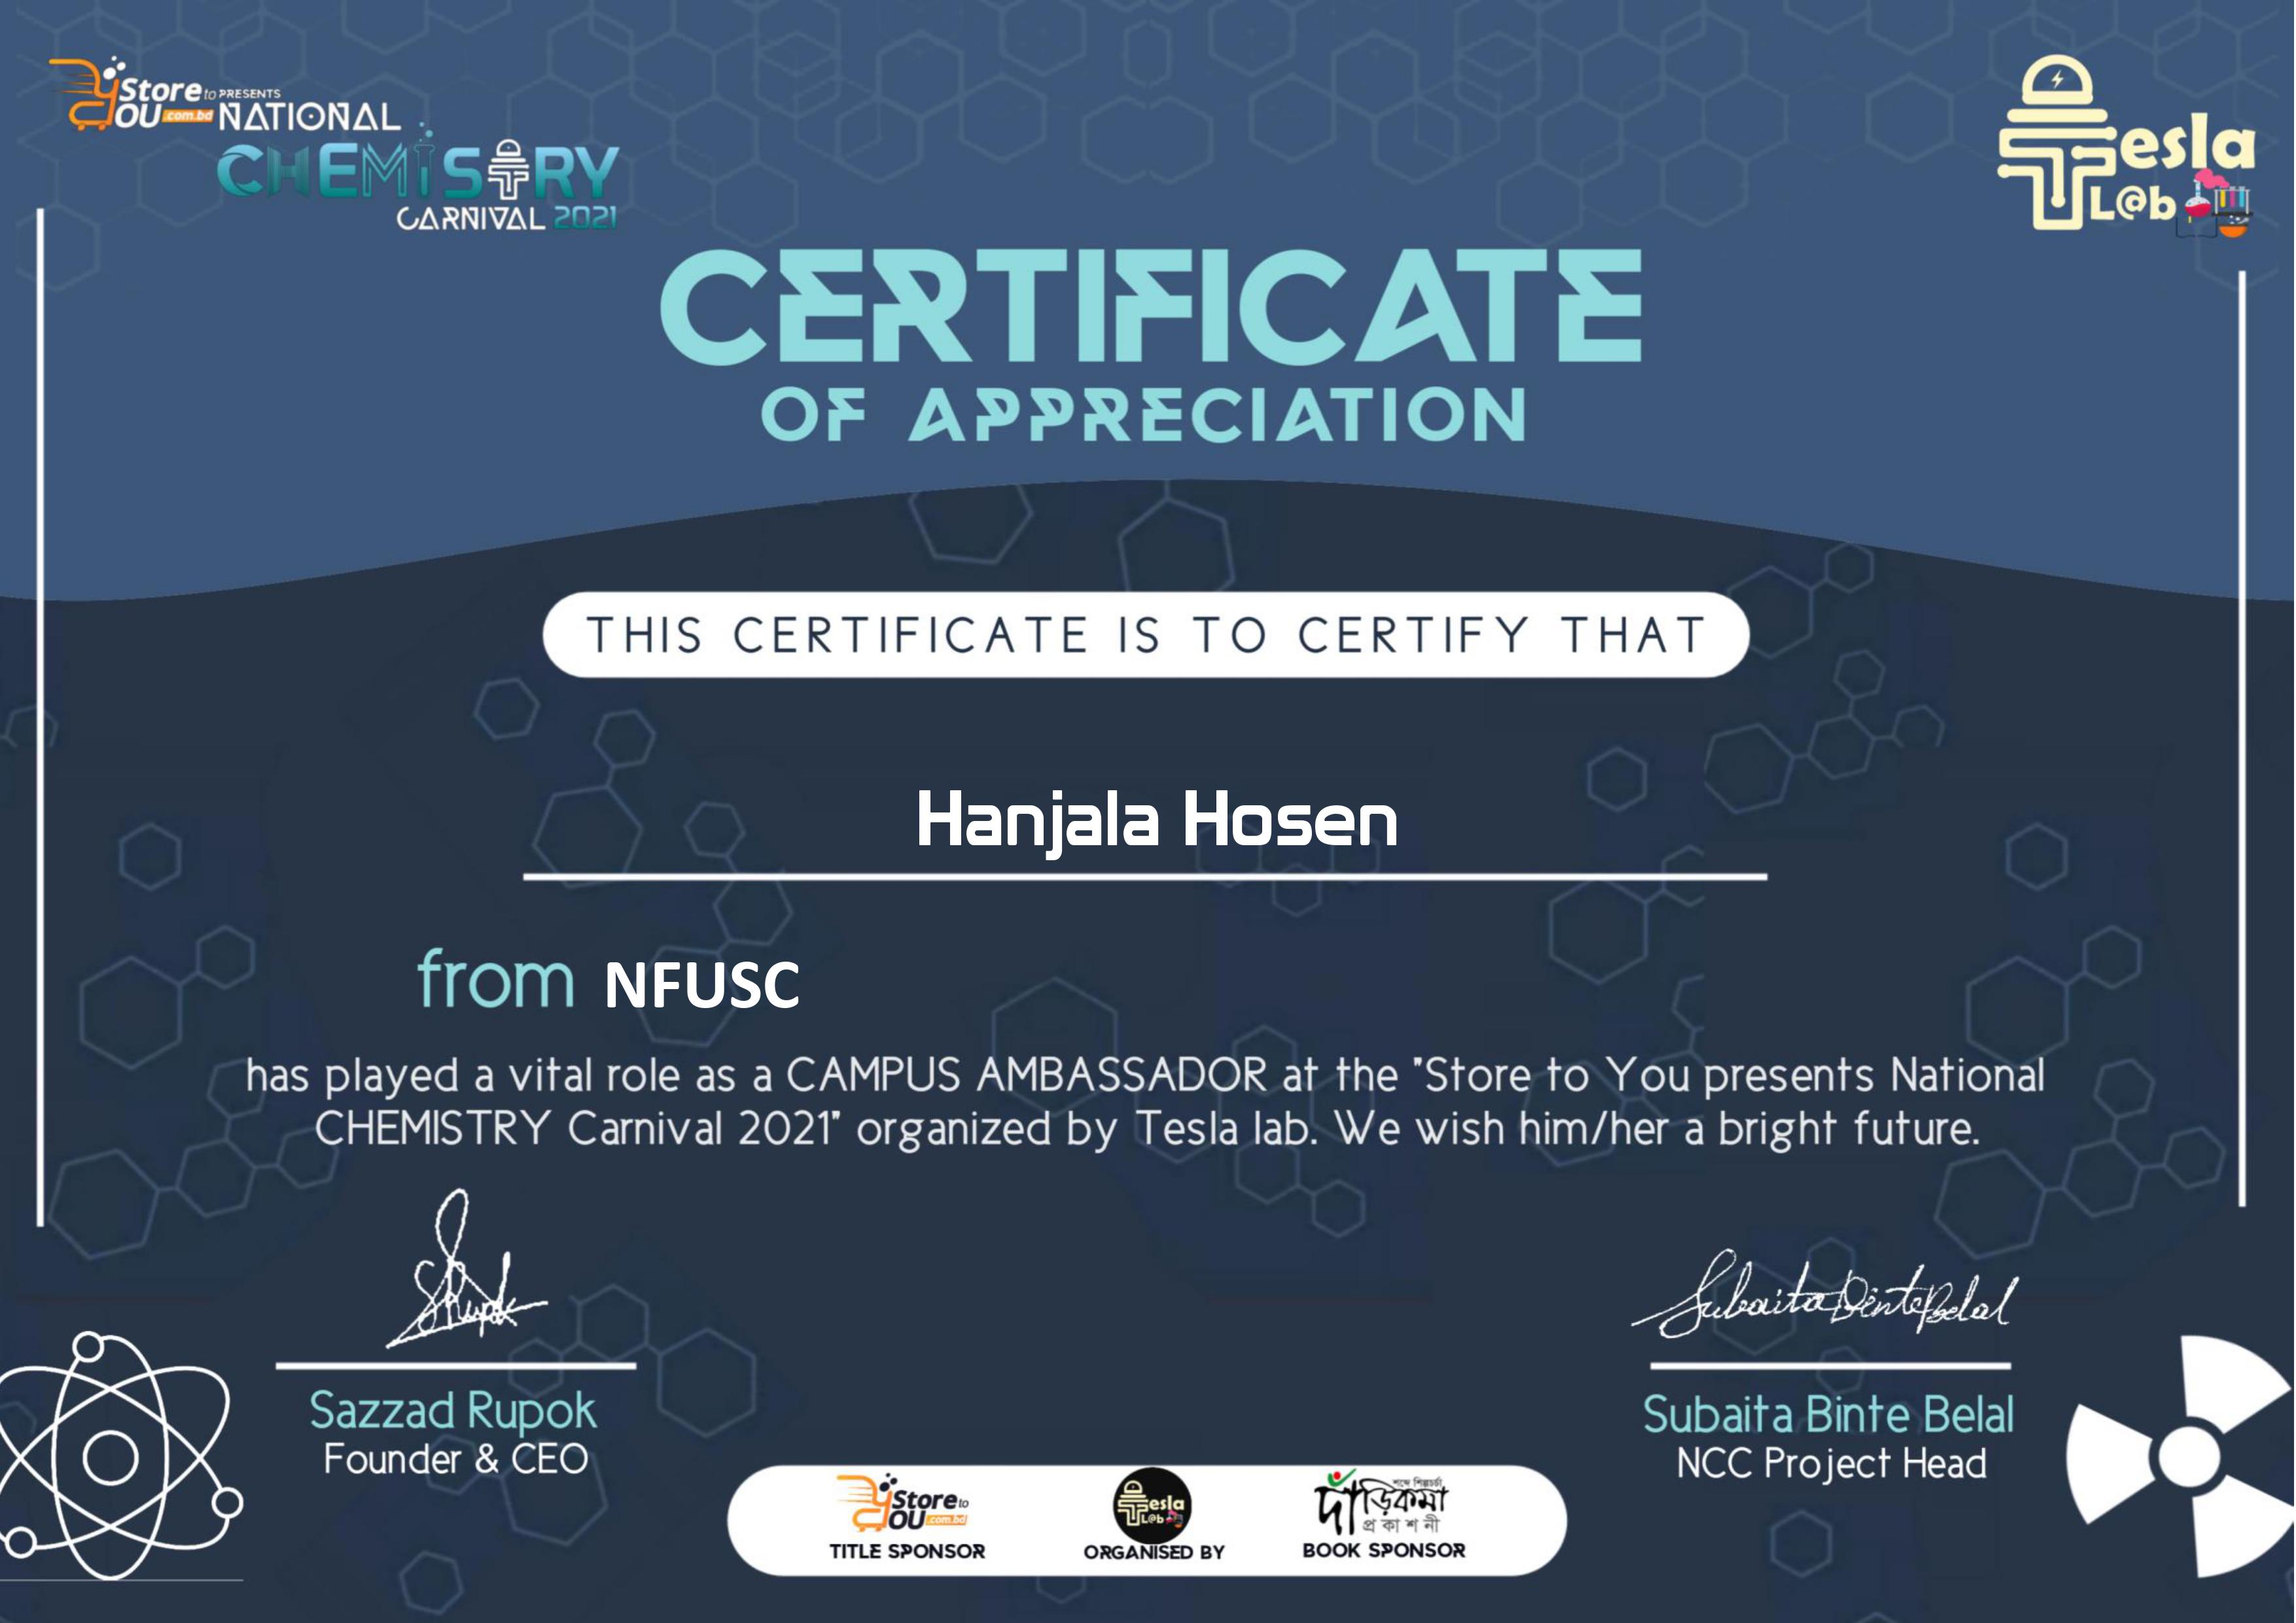 Store to YOU .com.bd PRESENTS
NATIONAL
CHEMISTRY
CARNIVAL 2021
Tesla
L@b
CERTIFICATE
OF APPRECIATION
THIS CERTIFICATE IS TO CERTIFY THAT
Hanjala Hosen
from NFUSC
has played a vital role as a CAMPUS AMBASSADOR at the "Store to You presents National
CHEMISTRY Carnival 2021" organized by Tesla lab. We wish him/her a bright future.
Subaita Binte Belal
Sazzad Rupok
Founder & CEO
Subaita Binte Belal
NCC Project Head
Store to
YOU .com.bd
TITLE SPONSOR
Tesla
L@b
ORGANISED BY
শব্দে শিল্পচর্চা
দাঁড়িকমা
প্রকাশনী
BOOK SPONSOR